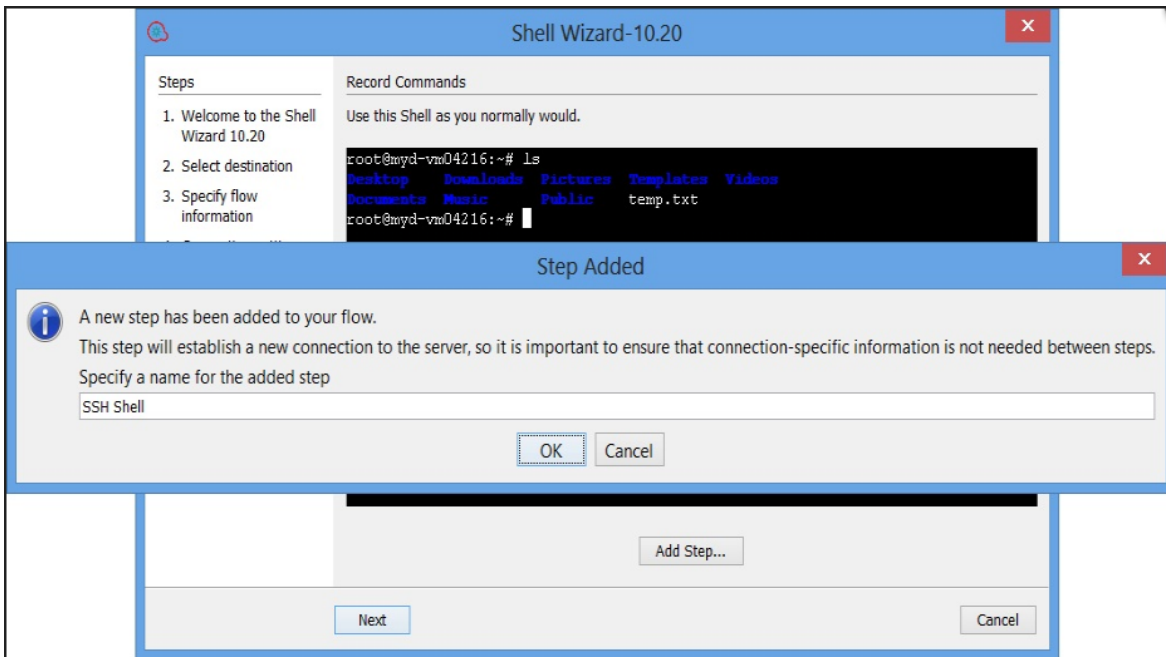 Shell Wizard-10.20
Steps
1. Welcome to the Shell
Wizard 10.20
2. Select destination
3. Specify flow
information
Record Commands
Use this Shell as you normally would.
root@myd-vm04216:~# ls
Desktop Downloads Pictures Templates Videos
Documents Music Public temp.txt
root@myd-vm04216:~#
Step Added
A new step has been added to your flow.
This step will establish a new connection to the server, so it is important to ensure that connection-specific information is not needed between steps.
Specify a name for the added step
SSH Shell
OK Cancel
Add Step...
Next Cancel